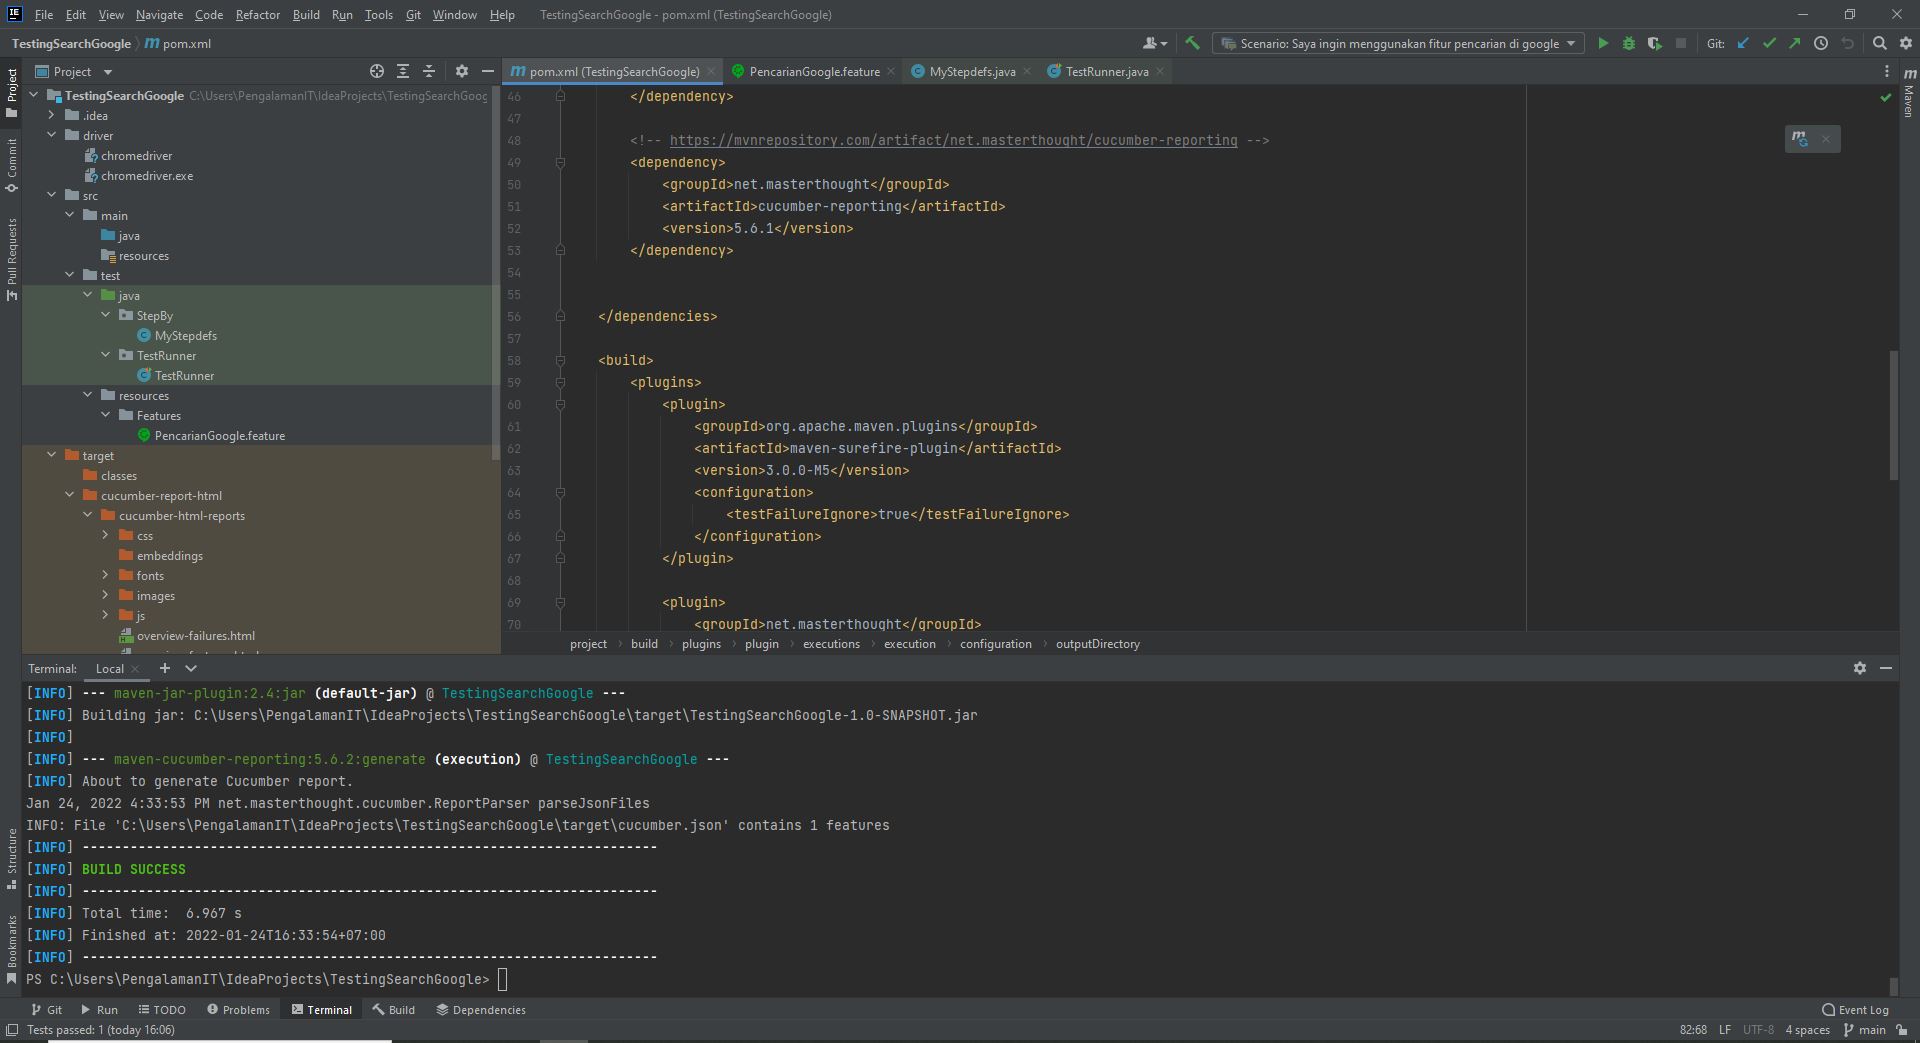 File Edit View Navigate Code Refactor Build Run Tools Git Window Help TestingSearchGoogle - pom.xml (TestingSearchGoogle)
TestingSearchGoogle m pom.xml Scenario: Saya ingin menggunakan fitur pencarian di google Git:
Project
Commit
Pull Requests
Structure
Bookmarks
Project
TestingSearchGoogle C:\Users\PengalamanIT\IdeaProjects\TestingSearchGoog
.idea
driver
chromedriver
chromedriver.exe
src
main
java
resources
test
java
StepBy
MyStepdefs
TestRunner
TestRunner
resources
Features
PencarianGoogle.feature
target
classes
cucumber-report-html
cucumber-html-reports
css
embeddings
fonts
images
js
overview-failures.html
pom.xml (TestingSearchGoogle) PencarianGoogle.feature MyStepdefs.java TestRunner.java
Maven
46 </dependency>
47
48 <!-- https://mvnrepository.com/artifact/net.masterthought/cucumber-reporting -->
49 <dependency>
50 <groupId>net.masterthought</groupId>
51 <artifactId>cucumber-reporting</artifactId>
52 <version>5.6.1</version>
53 </dependency>
54
55
56 </dependencies>
57
58 <build>
59 <plugins>
60 <plugin>
61 <groupId>org.apache.maven.plugins</groupId>
62 <artifactId>maven-surefire-plugin</artifactId>
63 <version>3.0.0-M5</version>
64 <configuration>
65 <testFailureIgnore>true</testFailureIgnore>
66 </configuration>
67 </plugin>
68
69 <plugin>
70 <groupId>net.masterthought</groupId>
project build plugins plugin executions execution configuration outputDirectory
Terminal: Local
[INFO] --- maven-jar-plugin:2.4:jar (default-jar) @ TestingSearchGoogle ---
[INFO] Building jar: C:\Users\PengalamanIT\IdeaProjects\TestingSearchGoogle\target\TestingSearchGoogle-1.0-SNAPSHOT.jar
[INFO]
[INFO] --- maven-cucumber-reporting:5.6.2:generate (execution) @ TestingSearchGoogle ---
[INFO] About to generate Cucumber report.
Jan 24, 2022 4:33:53 PM net.masterthought.cucumber.ReportParser parseJsonFiles
INFO: File 'C:\Users\PengalamanIT\IdeaProjects\TestingSearchGoogle\target\cucumber.json' contains 1 features
[INFO] ------------------------------------------------------------------------
[INFO] BUILD SUCCESS
[INFO] ------------------------------------------------------------------------
[INFO] Total time: 6.967 s
[INFO] Finished at: 2022-01-24T16:33:54+07:00
[INFO] ------------------------------------------------------------------------
PS C:\Users\PengalamanIT\IdeaProjects\TestingSearchGoogle>
Git Run TODO Problems Terminal Build Dependencies Event Log
Tests passed: 1 (today 16:06) 82:68 LF UTF-8 4 spaces main